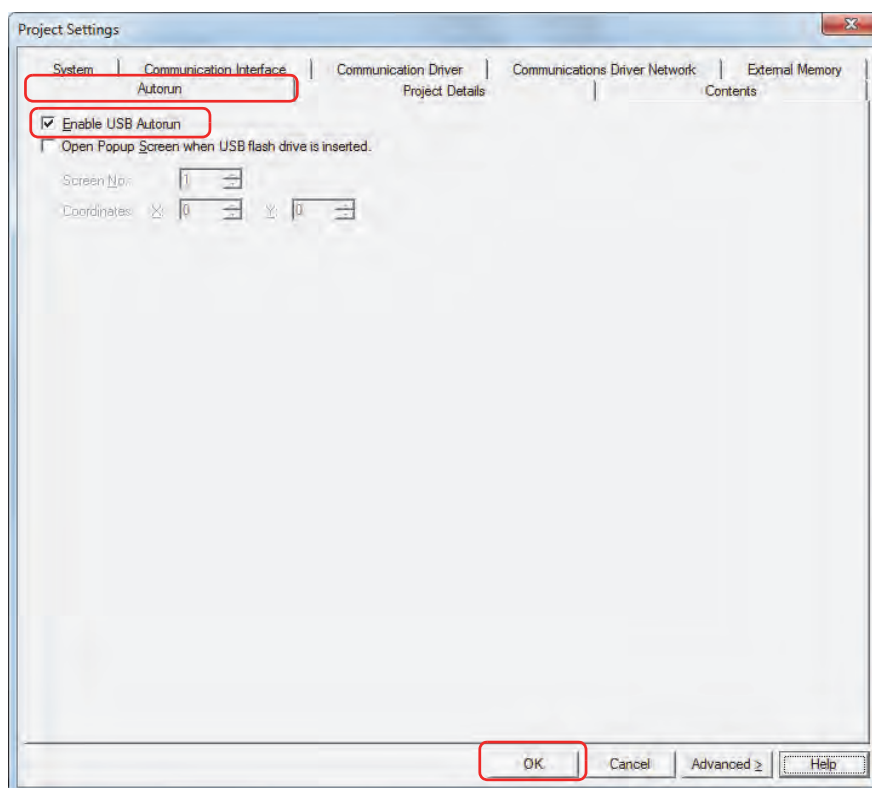 Project Settings
System Communication Interface Communication Driver Communications Driver Network External Memory
Autorun Project Details Contents
Enable USB Autorun
Open Popup Screen when USB flash drive is inserted.
Screen No.: 1
Coordinates: X: 0 Y: 0
OK Cancel Advanced > Help